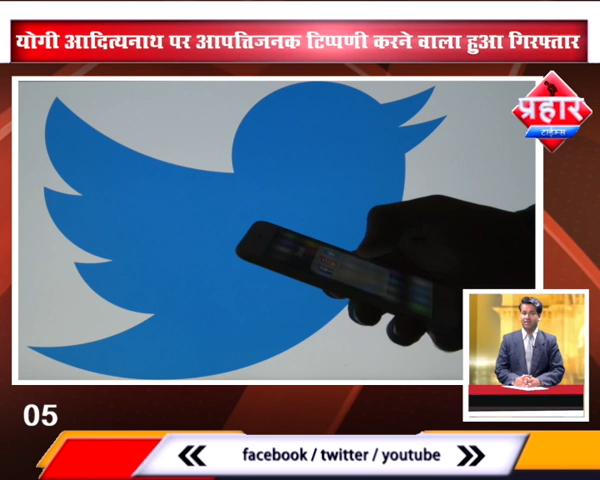 योगी आदित्यनाथ पर आपत्तिजनक टिप्पणी करने वाला हुआ गिरफ्तार
प्रहार
टाईम्स
05
facebook / twitter / youtube